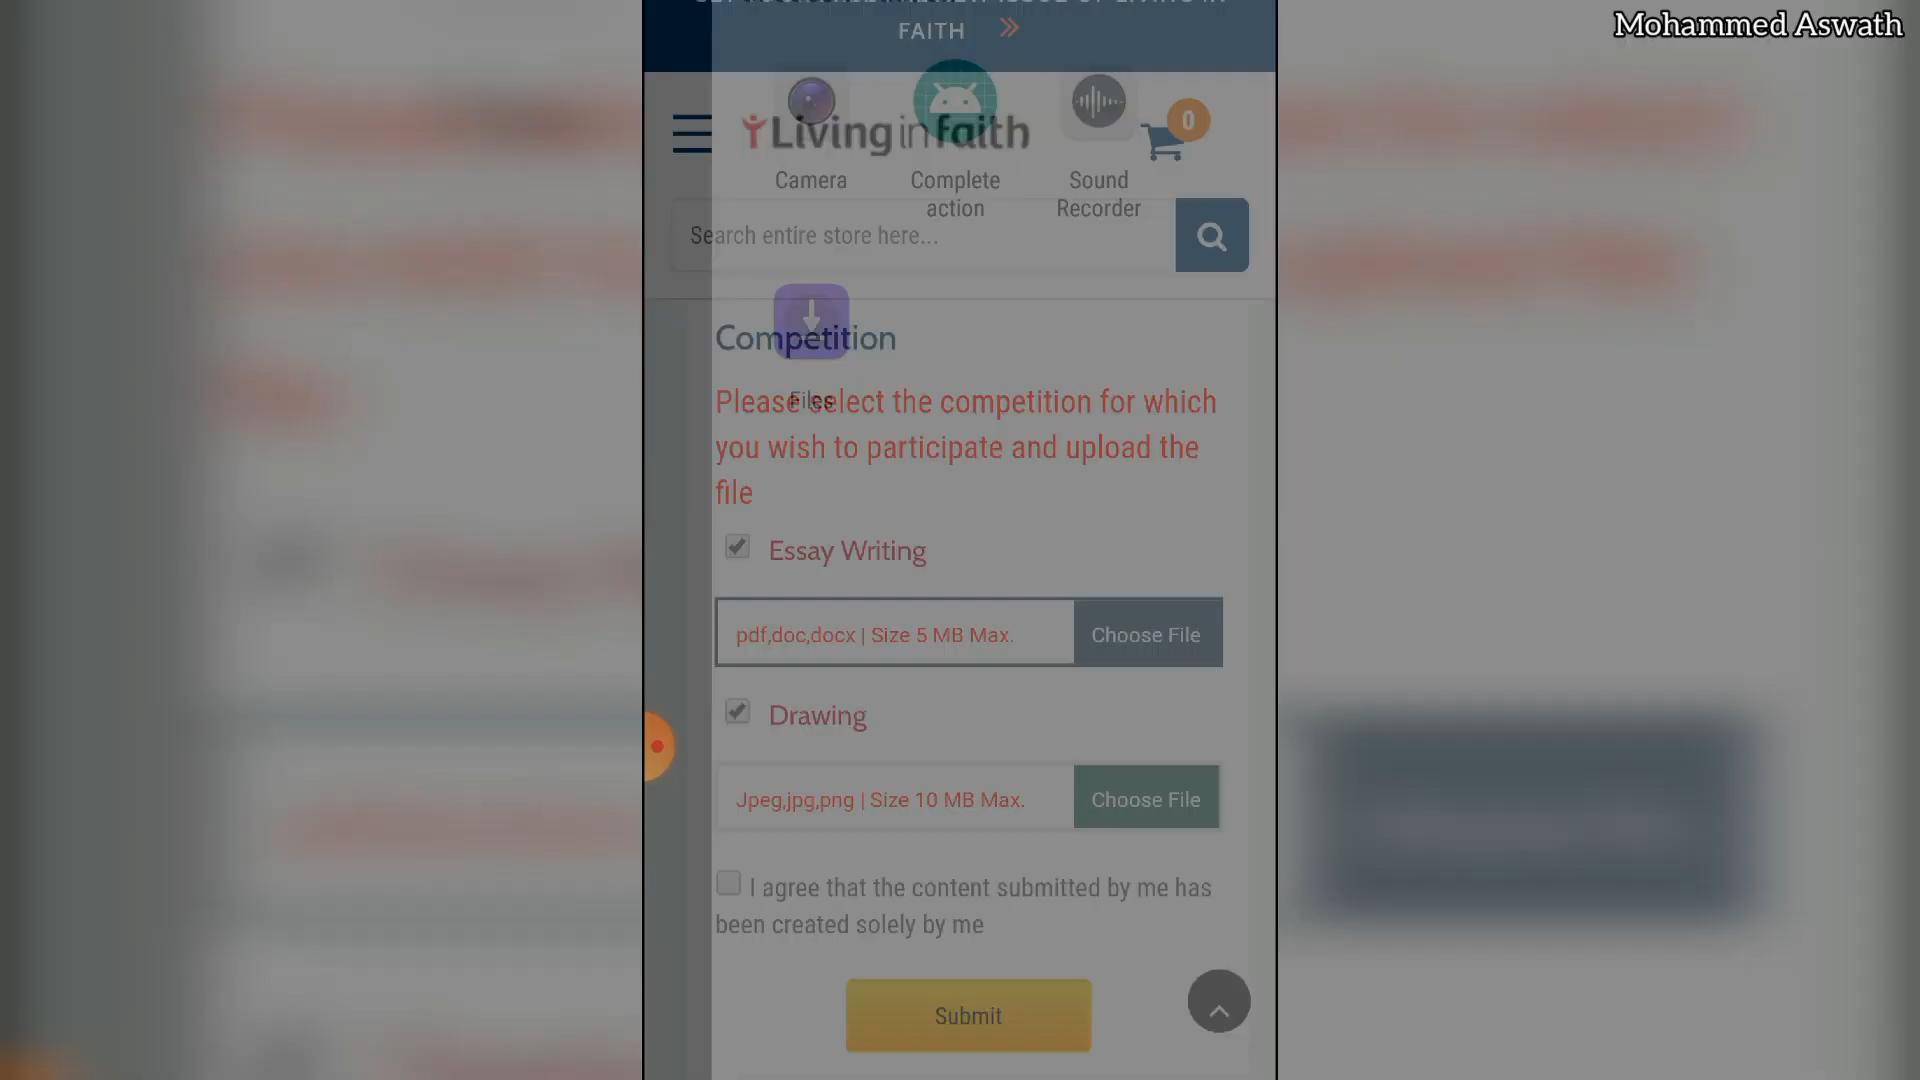 Mohammed Aswath
FAITH
Living in faith
0
Camera
Complete
action
Sound
Recorder
Search entire store here...
Competition
Files
Please select the competition for which
you wish to participate and upload the
file
Essay Writing
pdf,doc,docx | Size 5 MB Max.
Choose File
Drawing
Jpeg,jpg,png | Size 10 MB Max.
Choose File
I agree that the content submitted by me has
been created solely by me
Submit